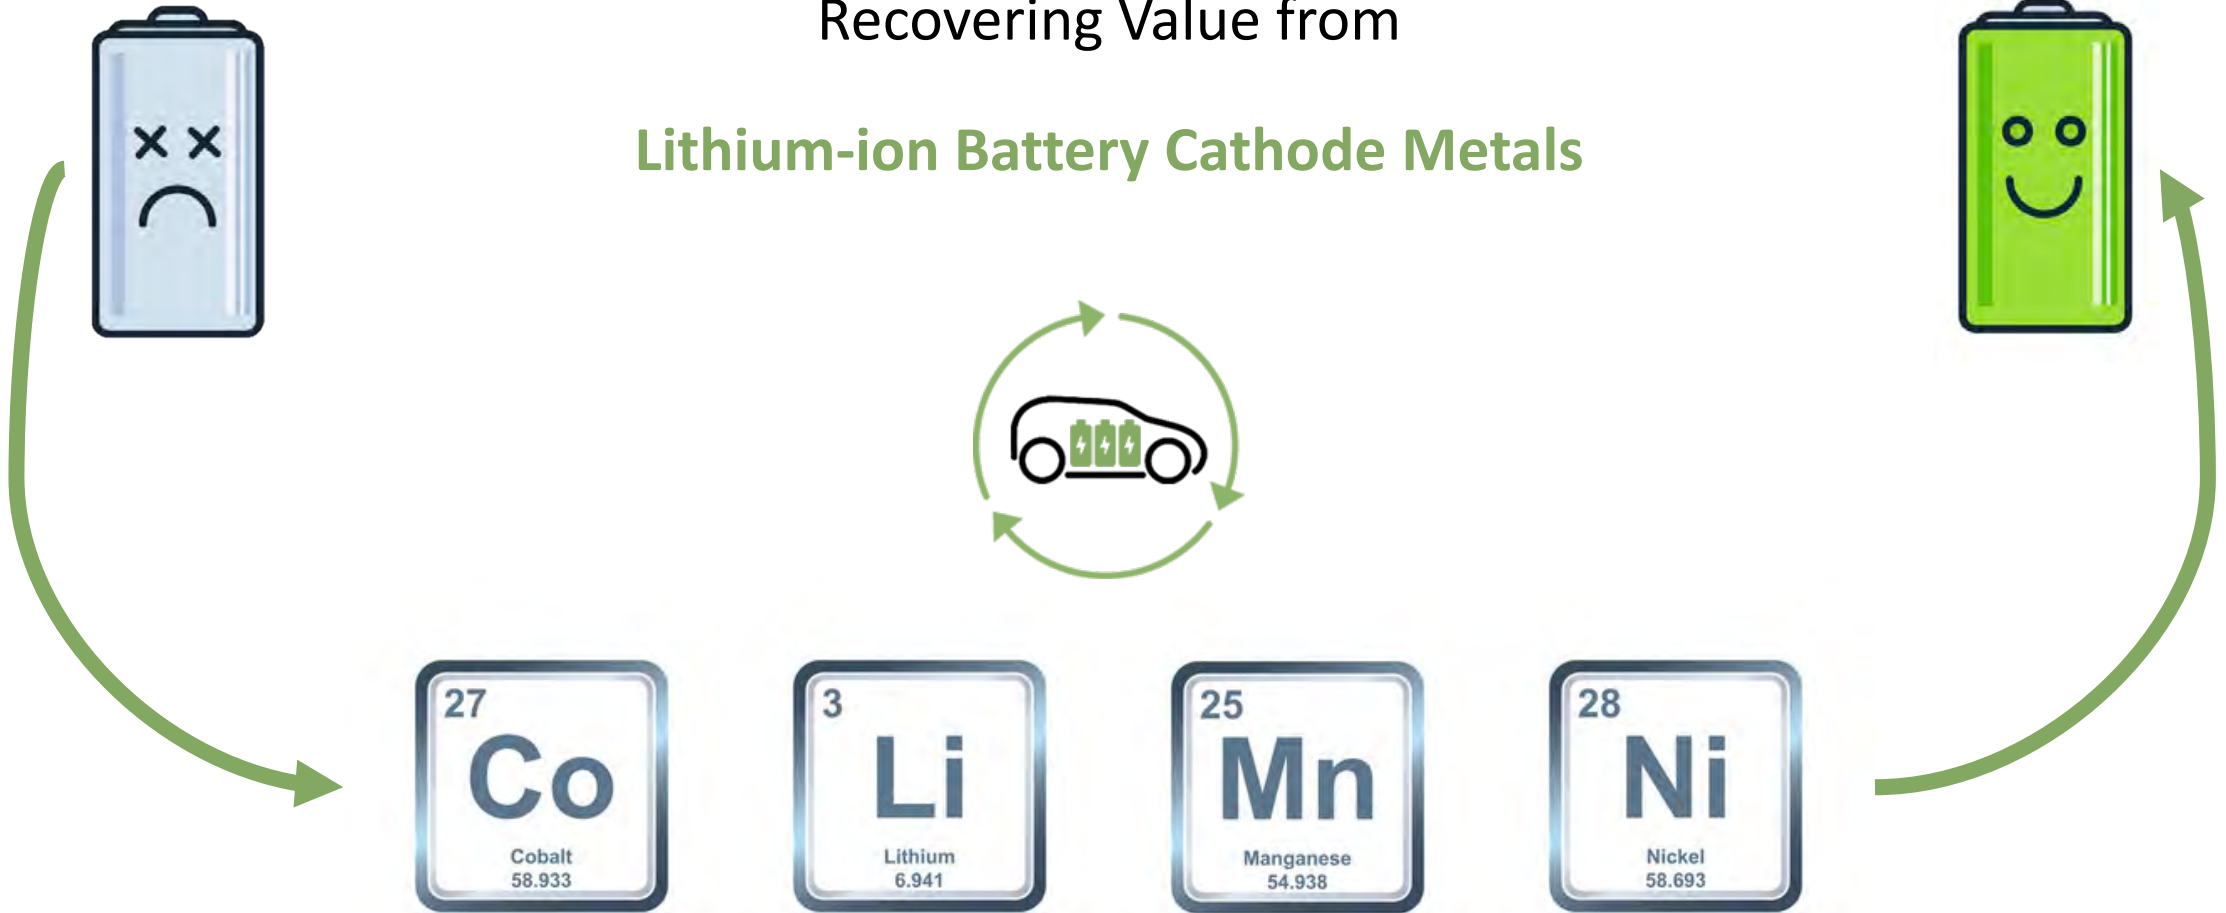 Recovering Value from
Lithium-ion Battery Cathode Metals
27
Co
Cobalt
58.933
3
Li
Lithium
6.941
25
Mn
Manganese
54.938
28
Ni
Nickel
58.693